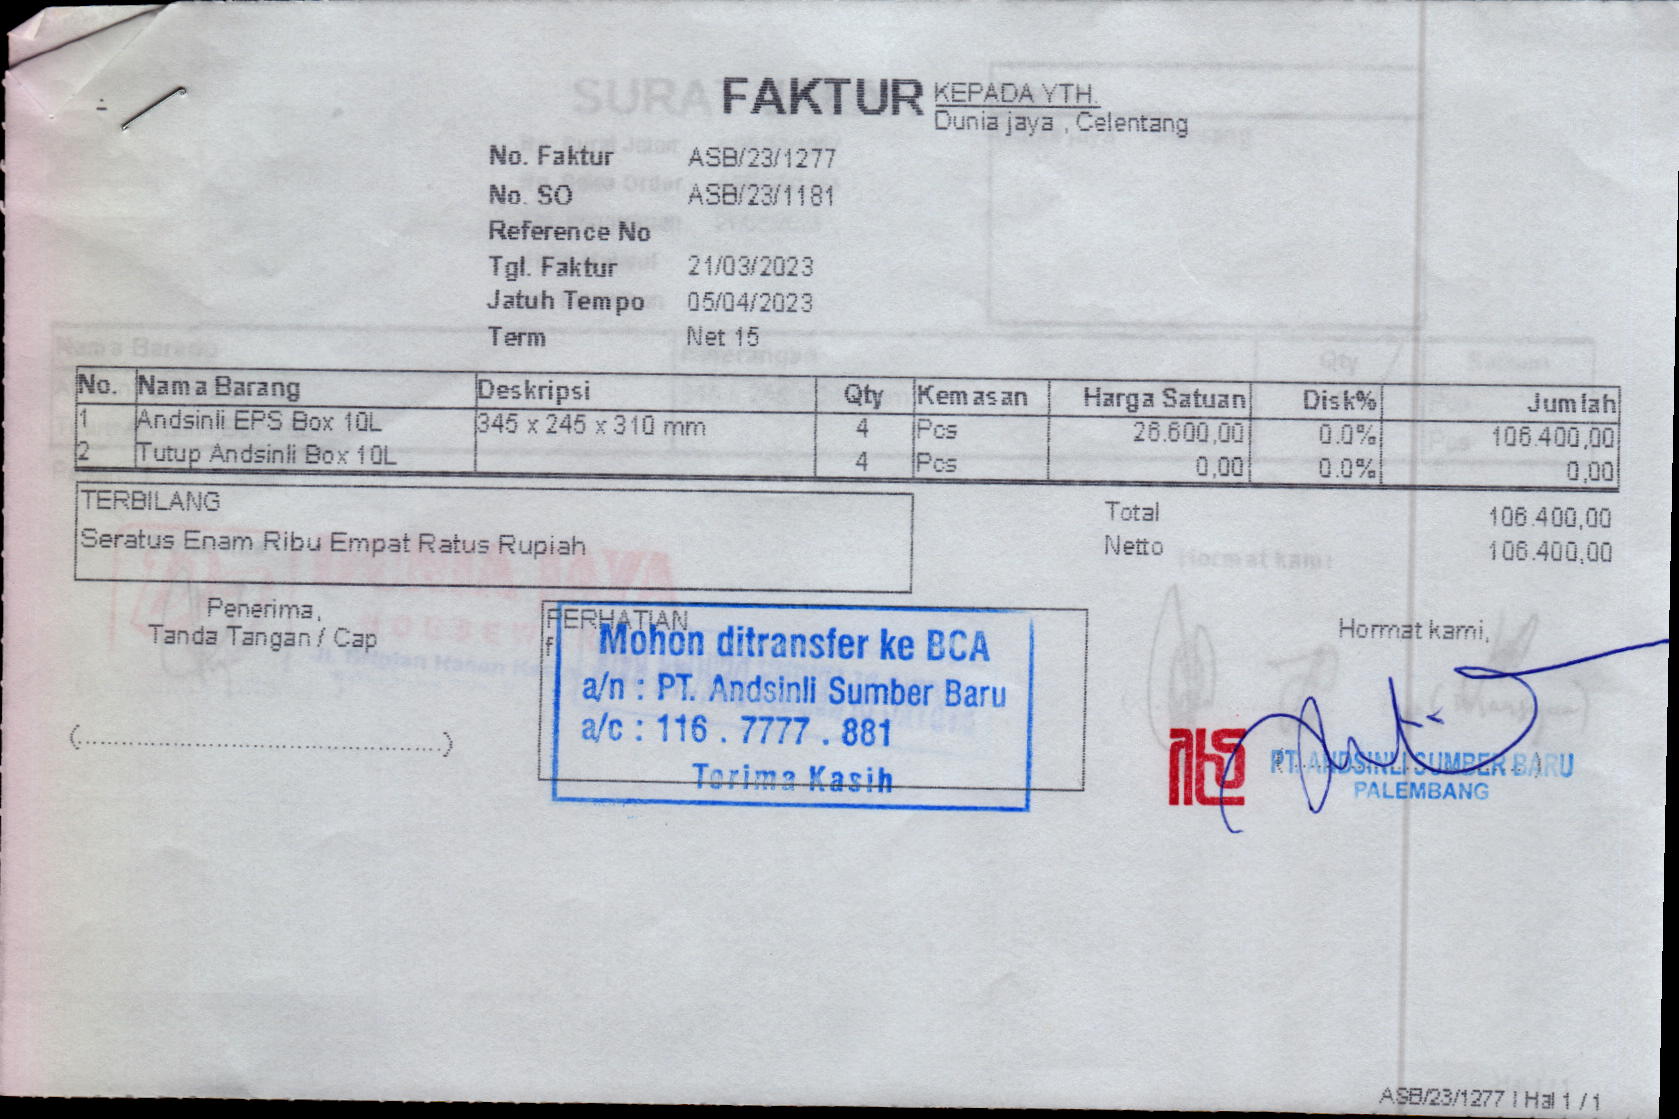 FAKTUR
KEPADA YTH.
Dunia jaya , Celentang
No. Faktur ASB/23/1277
No. SO ASB/23/1181
Reference No
Tgl. Faktur 21/03/2023
Jatuh Tempo 05/04/2023
Term Net 15
No. Nama Barang Deskripsi Qty Kemasan Harga Satuan Disk% Jumlah
1 Andsinli EPS Box 10L 345 x 245 x 310 mm 4 Pcs 26.600,00 0.0% 106.400,00
2 Tutup Andsinli Box 10L 4 Pcs 0,00 0.0% 0,00
TERBILANG
Seratus Enam Ribu Empat Ratus Rupiah
Total 106.400,00
Netto 106.400,00
Penerima,
Tanda Tangan / Cap
(..........................................................)
PERHATIAN
Mohon ditransfer ke BCA
a/n : PT. Andsinli Sumber Baru
a/c : 116 . 7777 . 881
Terima Kasih
Hormat kami,
PT. ANDSINLI SUMBER BARU
PALEMBANG
ASB/23/1277 | Hal 1 / 1